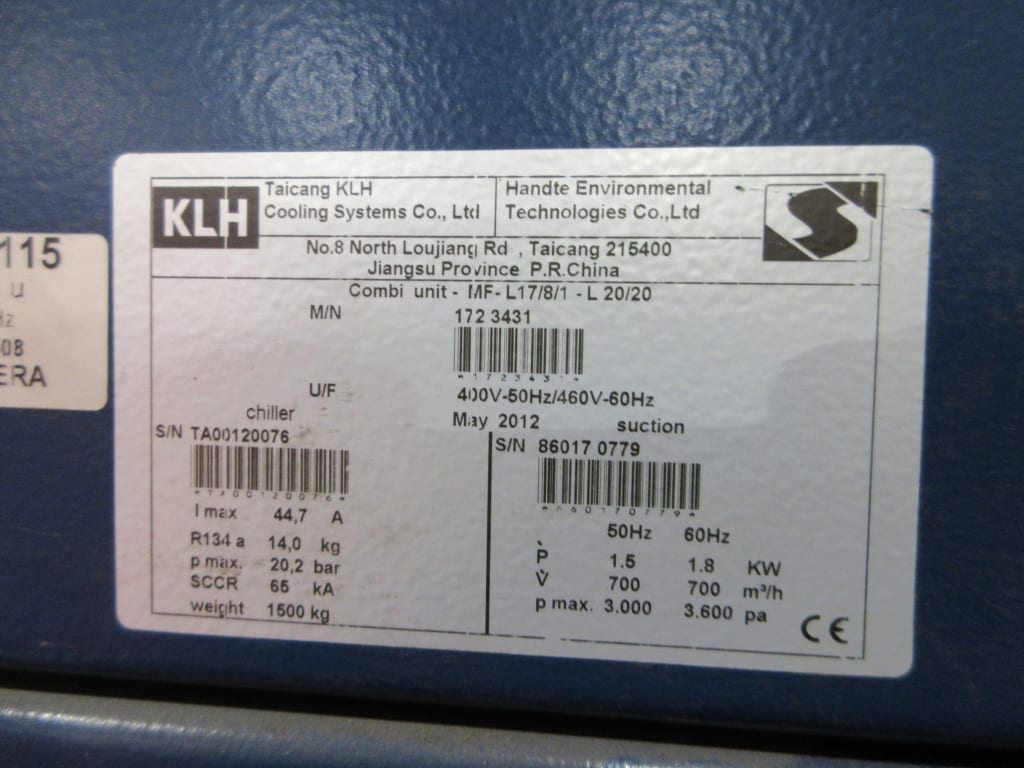 115
u
Hz
08
ERA
KLH
Taicang KLH
Cooling Systems Co., Ltd
Handte Environmental
Technologies Co.,Ltd
No.8 North Loujiang Rd , Taicang 215400
Jiangsu Province P.R.China
Combi unit - MF- L17/8/1 - L 20/20
M/N 172 3431
*1723431*
U/F 400V-50Hz/460V-60Hz
May 2012
chiller
S/N TA00120076
*TA00120076*
I max 44,7 A
R134 a 14,0 kg
p max. 20,2 bar
SCCR 65 kA
weight 1500 kg
suction
S/N 86017 0779
50Hz 60Hz
Ṗ 1.5 1.8 KW
V̇ 700 700 m³/h
p max. 3.000 3.600 pa
CE